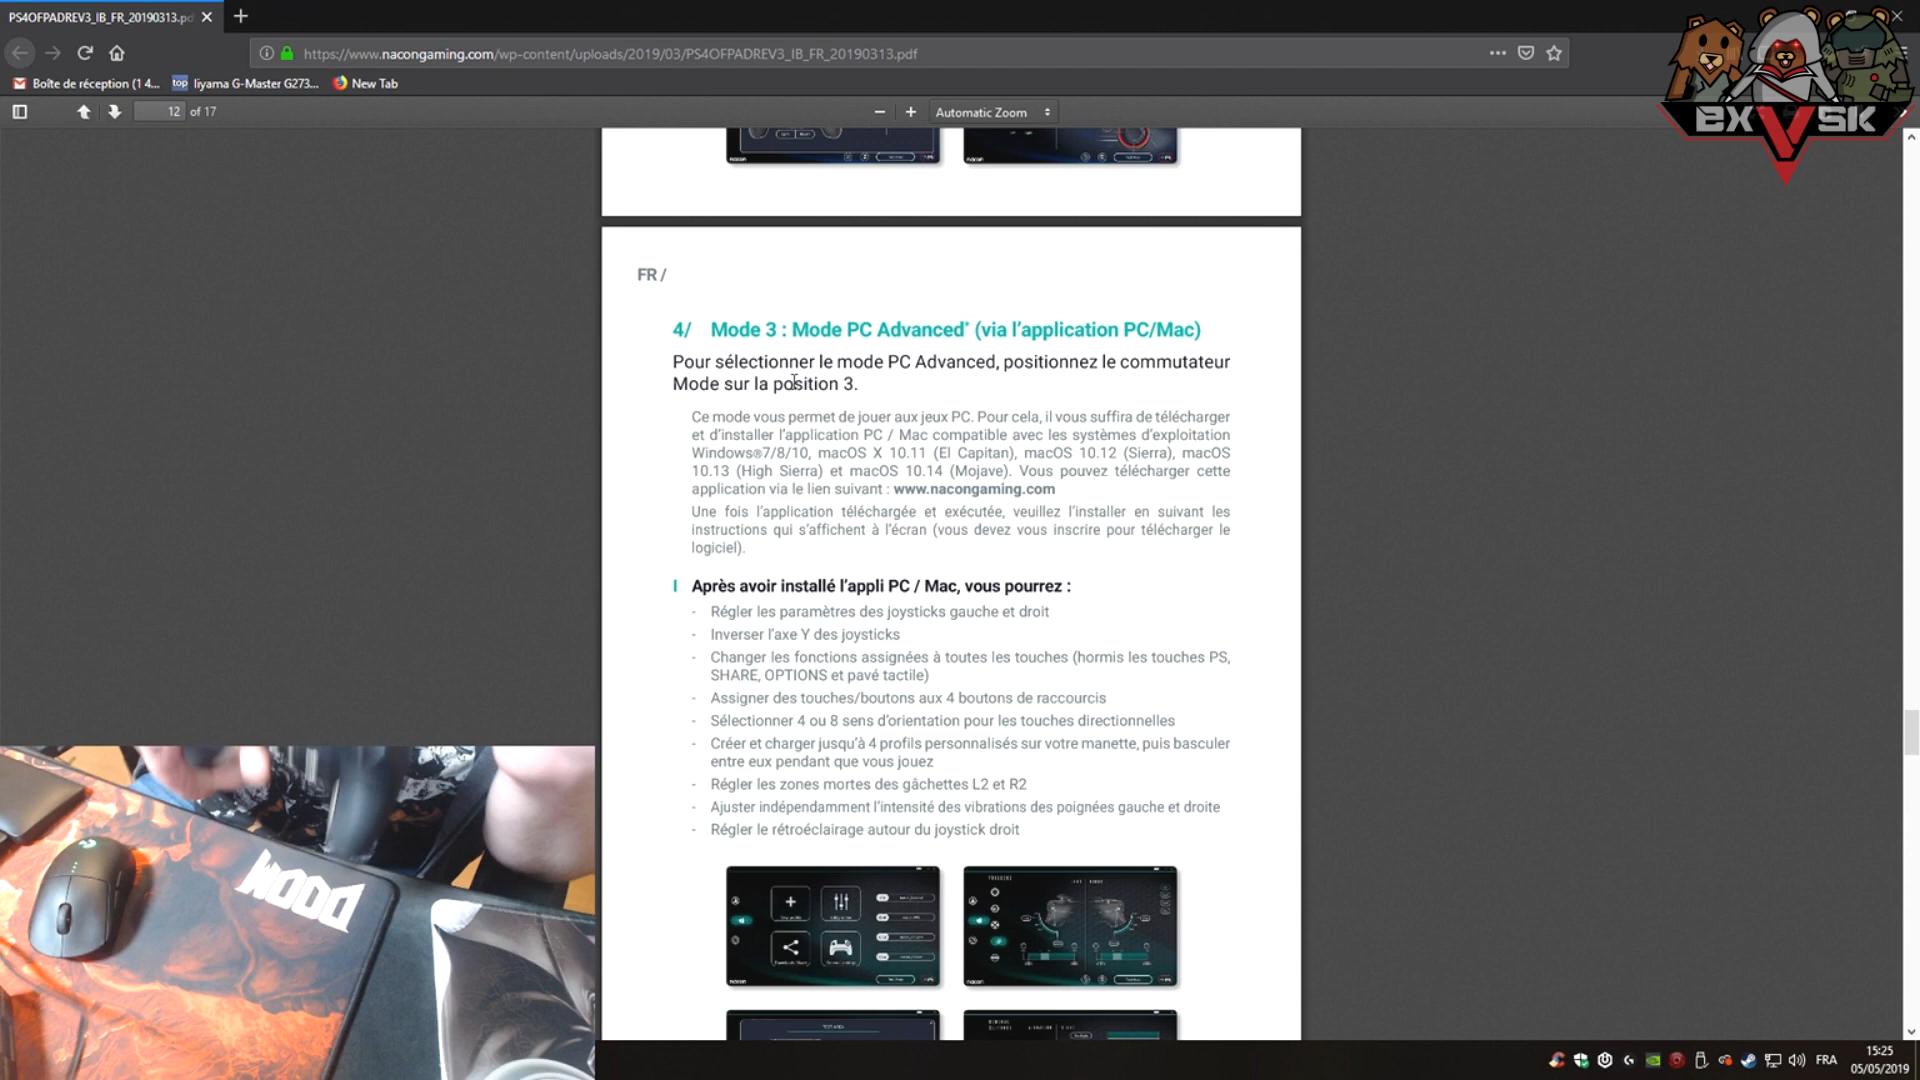 PS4OFPADREV3_IB_FR_20190313.pd
https://www.nacongaming.com/wp-content/uploads/2019/03/PS4OFPADREV3_IB_FR_20190313.pdf
Boîte de réception (1 4...
top Iiyama G-Master G273...
New Tab
12 of 17
Automatic Zoom
EXVSK
FR /
4/ Mode 3 : Mode PC Advanced* (via l'application PC/Mac)
Pour sélectionner le mode PC Advanced, positionnez le commutateur
Mode sur la position 3.
Ce mode vous permet de jouer aux jeux PC. Pour cela, il vous suffira de télécharger
et d'installer l'application PC / Mac compatible avec les systèmes d'exploitation
Windows®7/8/10, macOS X 10.11 (El Capitan), macOS 10.12 (Sierra), macOS
10.13 (High Sierra) et macOS 10.14 (Mojave). Vous pouvez télécharger cette
application via le lien suivant : www.nacongaming.com
Une fois l'application téléchargée et exécutée, veuillez l'installer en suivant les
instructions qui s'affichent à l'écran (vous devez vous inscrire pour télécharger le
logiciel).
I Après avoir installé l'appli PC / Mac, vous pourrez :
- Régler les paramètres des joysticks gauche et droit
- Inverser l'axe Y des joysticks
- Changer les fonctions assignées à toutes les touches (hormis les touches PS,
SHARE, OPTIONS et pavé tactile)
- Assigner des touches/boutons aux 4 boutons de raccourcis
- Sélectionner 4 ou 8 sens d'orientation pour les touches directionnelles
- Créer et charger jusqu'à 4 profils personnalisés sur votre manette, puis basculer
entre eux pendant que vous jouez
- Régler les zones mortes des gâchettes L2 et R2
- Ajuster indépendamment l'intensité des vibrations des poignées gauche et droite
- Régler le rétroéclairage autour du joystick droit
nacon
nacon
TEST AREA
DOOM
FRA
15:25
05/05/2019